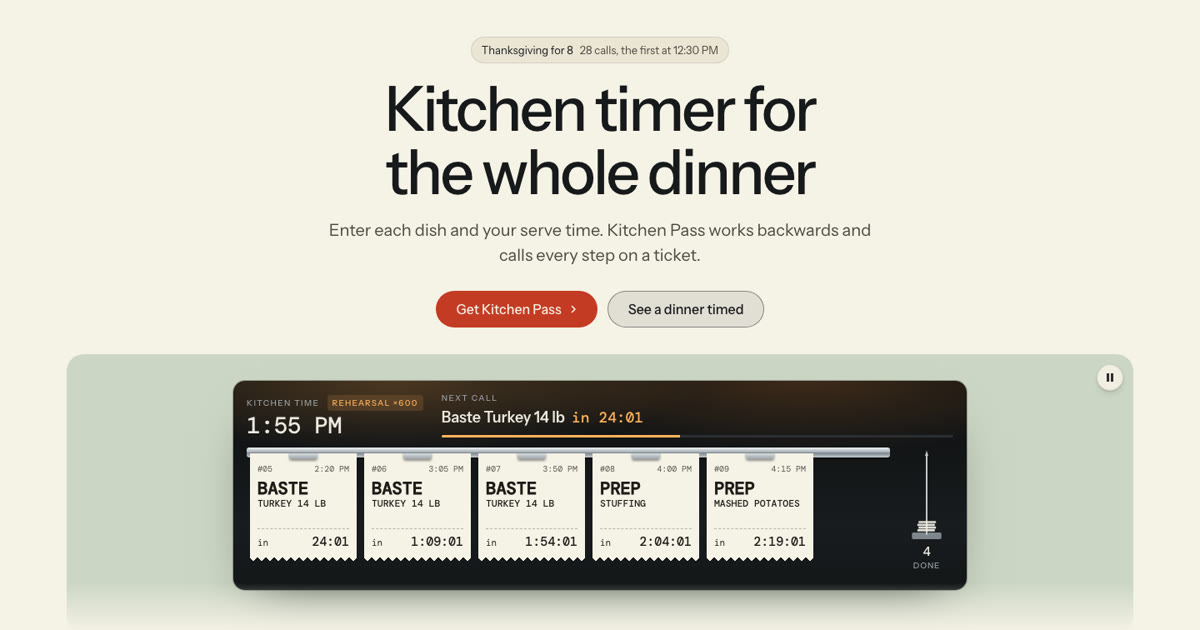 Thanksgiving for 8 28 calls, the first at 12:30 PM
Kitchen timer for
the whole dinner
Enter each dish and your serve time. Kitchen Pass works backwards and
calls every step on a ticket.
Get Kitchen Pass
See a dinner timed
KITCHEN TIME REHEARSAL ×600
1:55 PM
NEXT CALL
Baste Turkey 14 lb in 24:01
#05 2:20 PM
BASTE
TURKEY 14 LB
in 24:01
#06 3:05 PM
BASTE
TURKEY 14 LB
in 1:09:01
#07 3:50 PM
BASTE
TURKEY 14 LB
in 1:54:01
#08 4:00 PM
PREP
STUFFING
in 2:04:01
#09 4:15 PM
PREP
MASHED POTATOES
in 2:19:01
4
DONE